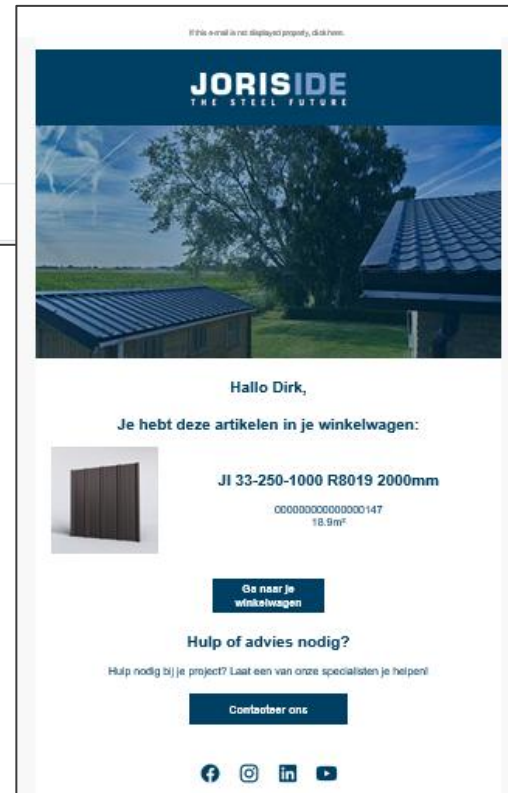 If this e-mail is not displayed properly, click here.
JORISIDE
THE STEEL FUTURE
Hallo Dirk,
Je hebt deze artikelen in je winkelwagen:
JI 33-250-1000 R8019 2000mm
000000000000000147
18.9m²
Ga naar je
winkelwagen
Hulp of advies nodig?
Hulp nodig bij je project? Laat een van onze specialisten je helpen!
Contacteer ons